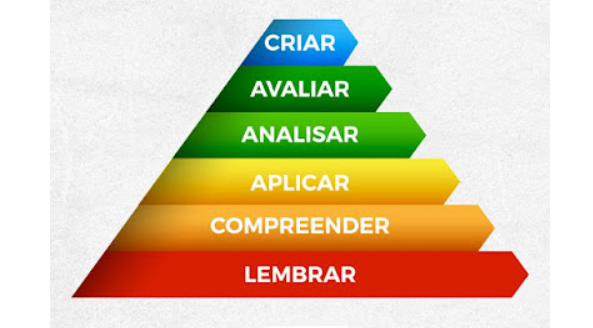 CRIAR
AVALIAR
ANALISAR
APLICAR
COMPREENDER
LEMBRAR